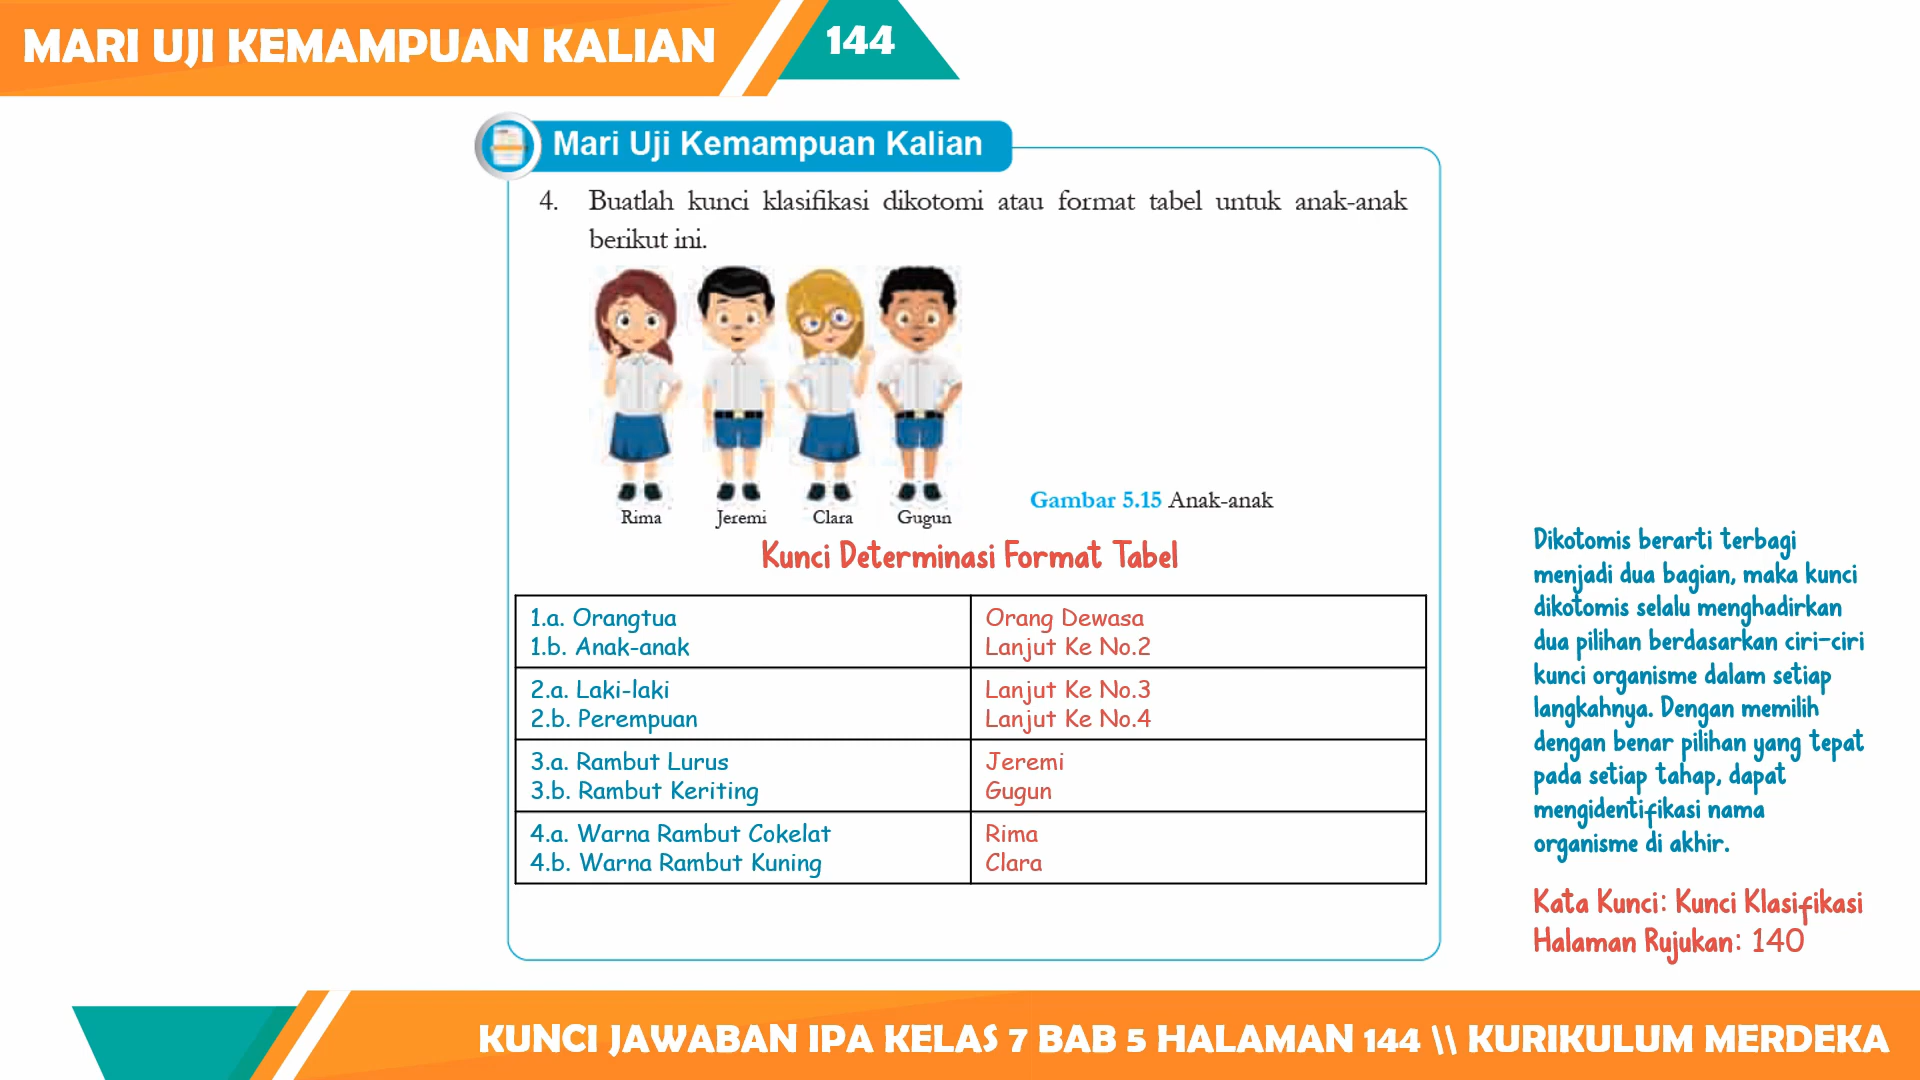 MARI UJI KEMAMPUAN KALIAN
144
Mari Uji Kemampuan Kalian
4. Buatlah kunci klasifikasi dikotomi atau format tabel untuk anak-anak
berikut ini.
Rima Jeremi Clara Gugun
Gambar 5.15 Anak-anak
Kunci Determinasi Format Tabel
1.a. Orangtua Orang Dewasa
1.b. Anak-anak Lanjut Ke No.2
2.a. Laki-laki Lanjut Ke No.3
2.b. Perempuan Lanjut Ke No.4
3.a. Rambut Lurus Jeremi
3.b. Rambut Keriting Gugun
4.a. Warna Rambut Cokelat Rima
4.b. Warna Rambut Kuning Clara
Dikotomis berarti terbagi
menjadi dua bagian, maka kunci
dikotomis selalu menghadirkan
dua pilihan berdasarkan ciri-ciri
kunci organisme dalam setiap
langkahnya. Dengan memilih
dengan benar pilihan yang tepat
pada setiap tahap, dapat
mengidentifikasi nama
organisme di akhir.
Kata Kunci: Kunci Klasifikasi
Halaman Rujukan: 140
KUNCI JAWABAN IPA KELAS 7 BAB 5 HALAMAN 144 \\ KURIKULUM MERDEKA